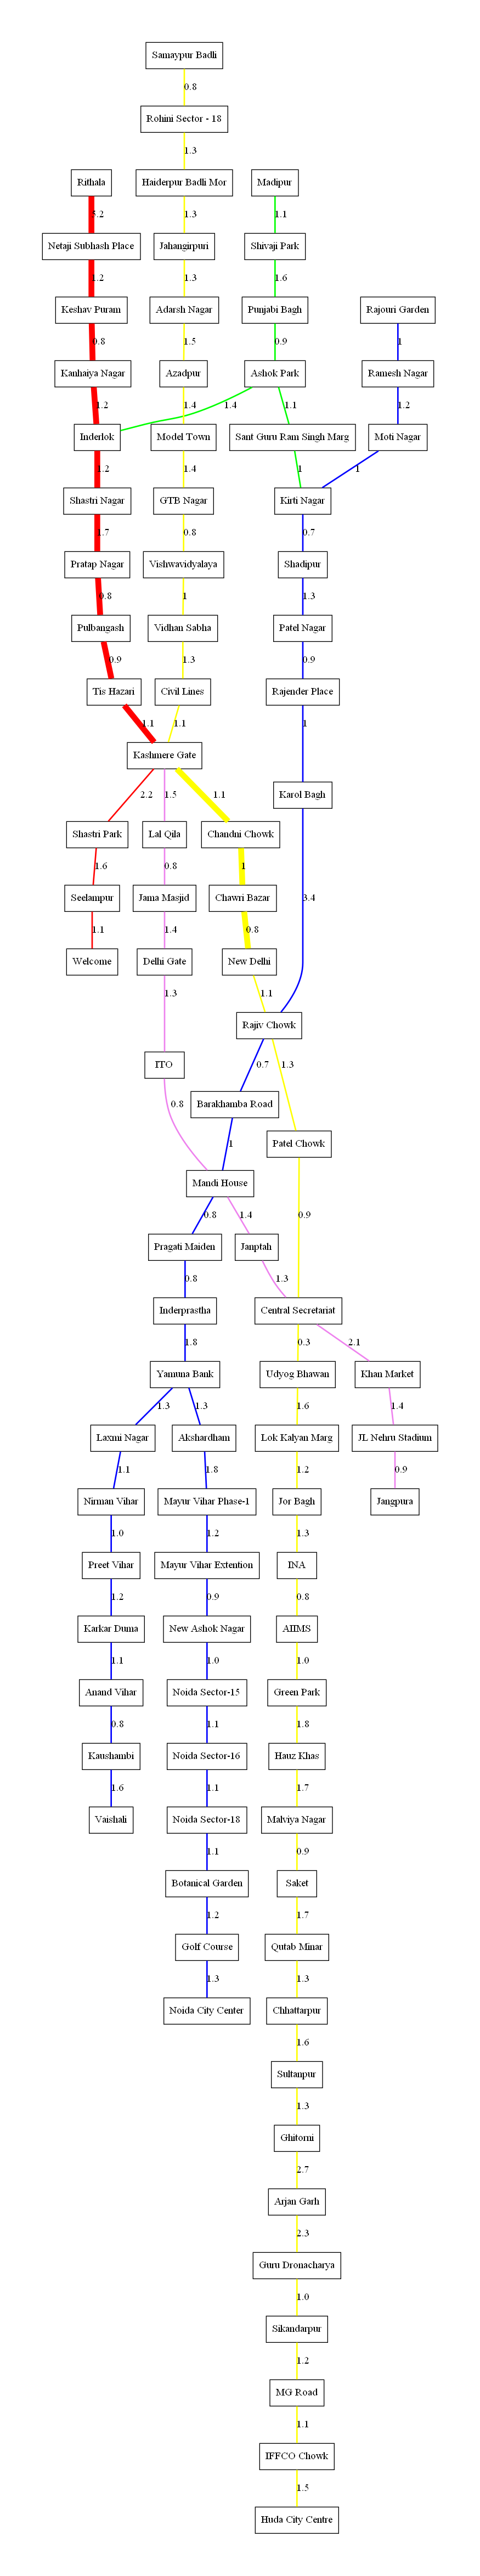 Samaypur Badli
0.8
Rohini Sector - 18
1.3
Rithala
Haiderpur Badli Mor
Madipur
1.3
1.1
Netaji Subhash Place
Jahangirpuri
Shivaji Park
1.2
1.3
1.6
Keshav Puram
Adarsh Nagar
Punjabi Bagh
Rajouri Garden
0.8
1.5
0.9
1
Kanhaiya Nagar
Azadpur
Ashok Park
Ramesh Nagar
1.2
1.4
1.4
1.1
1.2
Inderlok
Model Town
Sant Guru Ram Singh Marg
Moti Nagar
1.2
1.4
1
1
Shastri Nagar
GTB Nagar
Kirti Nagar
1.7
0.8
0.7
Pratap Nagar
Vishwavidyalaya
Shadipur
0.8
1
1.3
Pulbangash
Vidhan Sabha
Patel Nagar
0.9
1.3
0.9
Tis Hazari
Civil Lines
Rajender Place
1.1
1.1
1
Kashmere Gate
2.2
1.5
1.1
Karol Bagh
Shastri Park
Lal Qila
Chandni Chowk
1.6
0.8
1
Seelampur
Jama Masjid
Chawri Bazar
3.4
1.1
1.4
0.8
Welcome
Delhi Gate
New Delhi
1.3
1.1
Rajiv Chowk
ITO
0.7
1.3
0.8
Barakhamba Road
1
Patel Chowk
Mandi House
0.8
1.4
0.9
Pragati Maiden
Janptah
0.8
1.3
Inderprastha
Central Secretariat
1.8
0.3
2.1
Yamuna Bank
Udyog Bhawan
Khan Market
1.3
1.3
1.6
1.4
Laxmi Nagar
Akshardham
Lok Kalyan Marg
JL Nehru Stadium
1.1
1.8
1.2
0.9
Nirman Vihar
Mayur Vihar Phase-1
Jor Bagh
Jangpura
1.0
1.2
1.3
Preet Vihar
Mayur Vihar Extention
INA
1.2
0.9
0.8
Karkar Duma
New Ashok Nagar
AIIMS
1.1
1.0
1.0
Anand Vihar
Noida Sector-15
Green Park
0.8
1.1
1.8
Kaushambi
Noida Sector-16
Hauz Khas
1.6
1.1
1.7
Vaishali
Noida Sector-18
Malviya Nagar
1.1
0.9
Botanical Garden
Saket
1.2
1.7
Golf Course
Qutab Minar
1.3
1.3
Noida City Center
Chhattarpur
1.6
Sultanpur
1.3
Ghitorni
2.7
Arjan Garh
2.3
Guru Dronacharya
1.0
Sikandarpur
1.2
MG Road
1.1
IFFCO Chowk
1.5
Huda City Centre